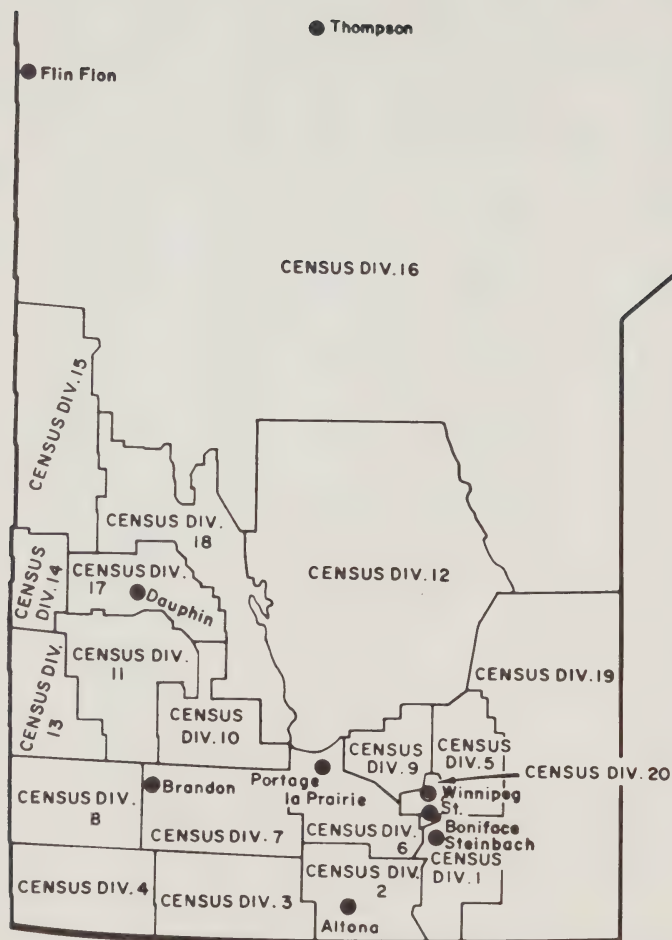 Thompson
Flin Flon
CENSUS DIV. 16
CENSUS DIV. 15
CENSUS DIV.
18
CENSUS DIV. 12
CENSUS
DIV. 14
CENSUS DIV.
17
Dauphin
CENSUS DIV.
11
CENSUS DIV. 19
CENSUS DIV.
13
CENSUS
DIV. 10
CENSUS
DIV. 9
CENSUS
DIV. 5
CENSUS DIV. 20
Portage
la Prairie
Brandon
Winnipeg
St.
Boniface
Steinbach
CENSUS DIV.
8
CENSUS DIV. 7
CENSUS DIV.
6
CENSUS
DIV. 1
CENSUS DIV. 4
CENSUS DIV. 3
CENSUS DIV.
2
Altona